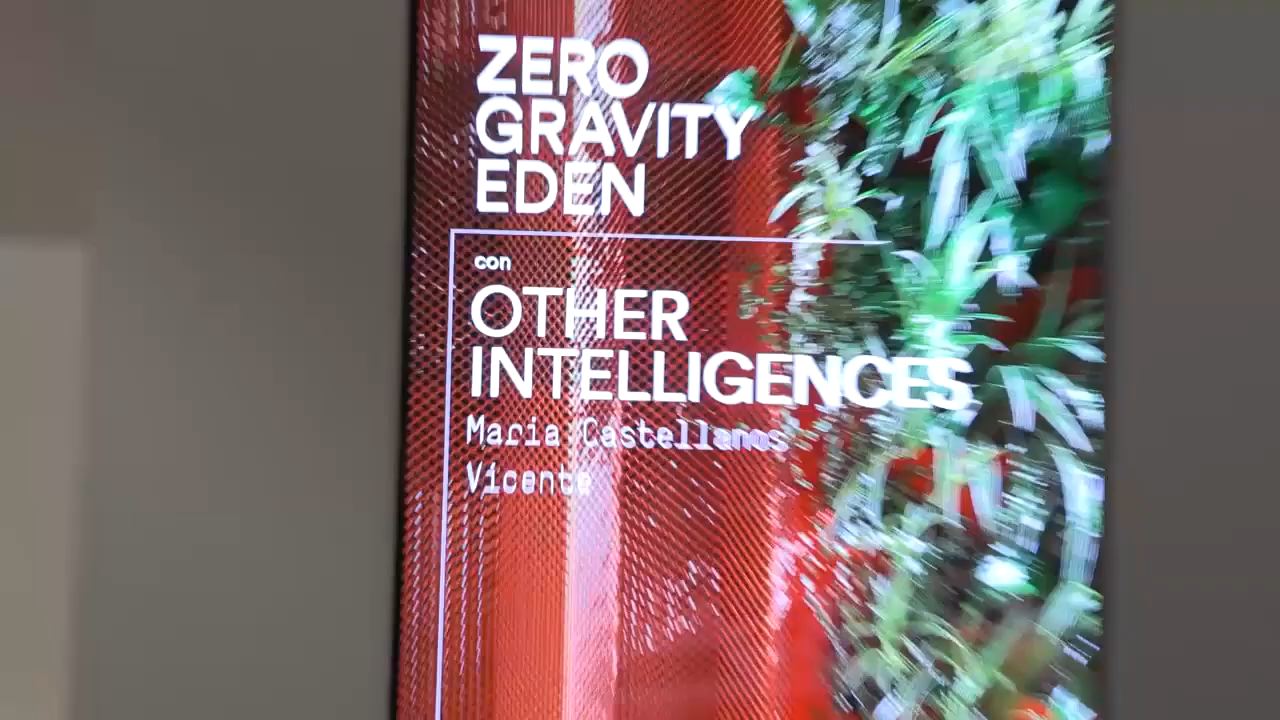 ZERO
GRAVITY
EDEN
con
OTHER
INTELLIGENCES
Maria Castellanos
Vicente